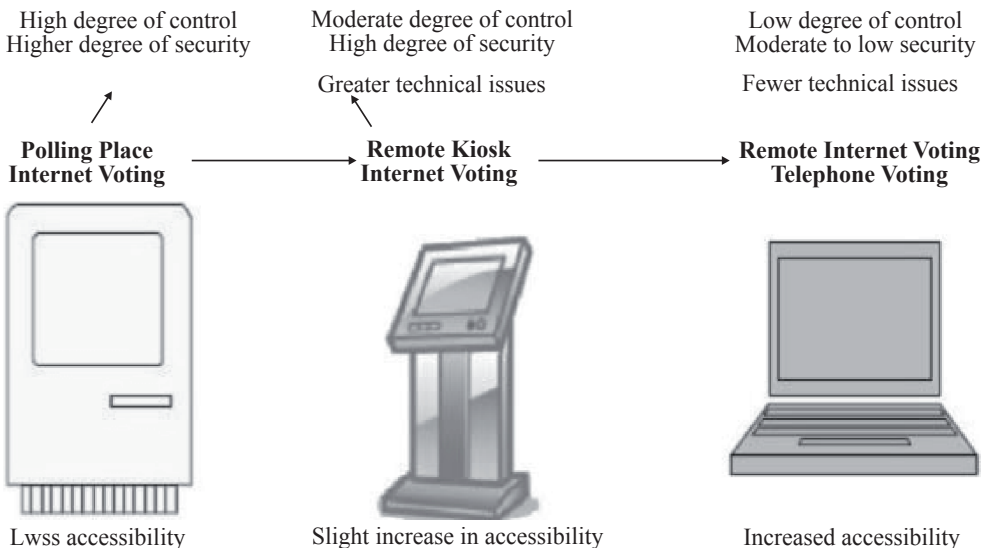 High degree of control
Higher degree of security
Moderate degree of control
High degree of security
Greater technical issues
Low degree of control
Moderate to low security
Fewer technical issues
Polling Place
Internet Voting
Remote Kiosk
Internet Voting
Remote Internet Voting
Telephone Voting
Lwss accessibility
Slight increase in accessibility
Increased accessibility